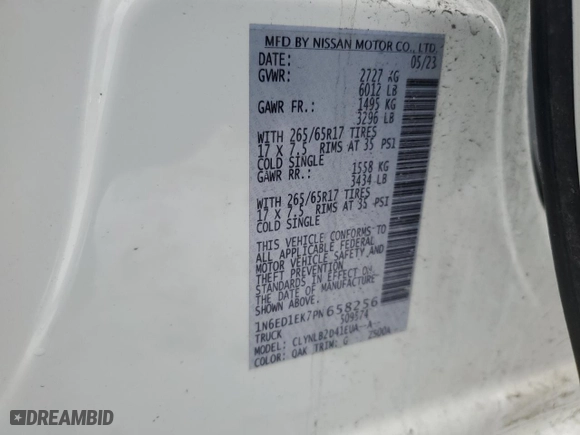 MFD BY NISSAN MOTOR CO., LTD.
DATE: 05/23
GVWR: 2727 KG
6012 LB
GAWR FR.: 1495 KG
3296 LB
WITH 265/65R17 TIRES
17 X 7.5 RIMS AT 35 PSI
COLD SINGLE
GAWR RR.: 1558 KG
3434 LB
WITH 265/65R17 TIRES
17 X 7.5 RIMS AT 35 PSI
COLD SINGLE
THIS VEHICLE CONFORMS TO
ALL APPLICABLE FEDERAL
MOTOR VEHICLE SAFETY AND
THEFT PREVENTION
STANDARDS IN EFFECT ON
THE DATE OF MANUFACTURE
SHOWN ABOVE.
1N6ED1EK7PN658256
TRUCK 509574
MODEL: CLYNLB2D41EUA--A--
COLOR: QAK TRIM: G 2500A
DREAMBID